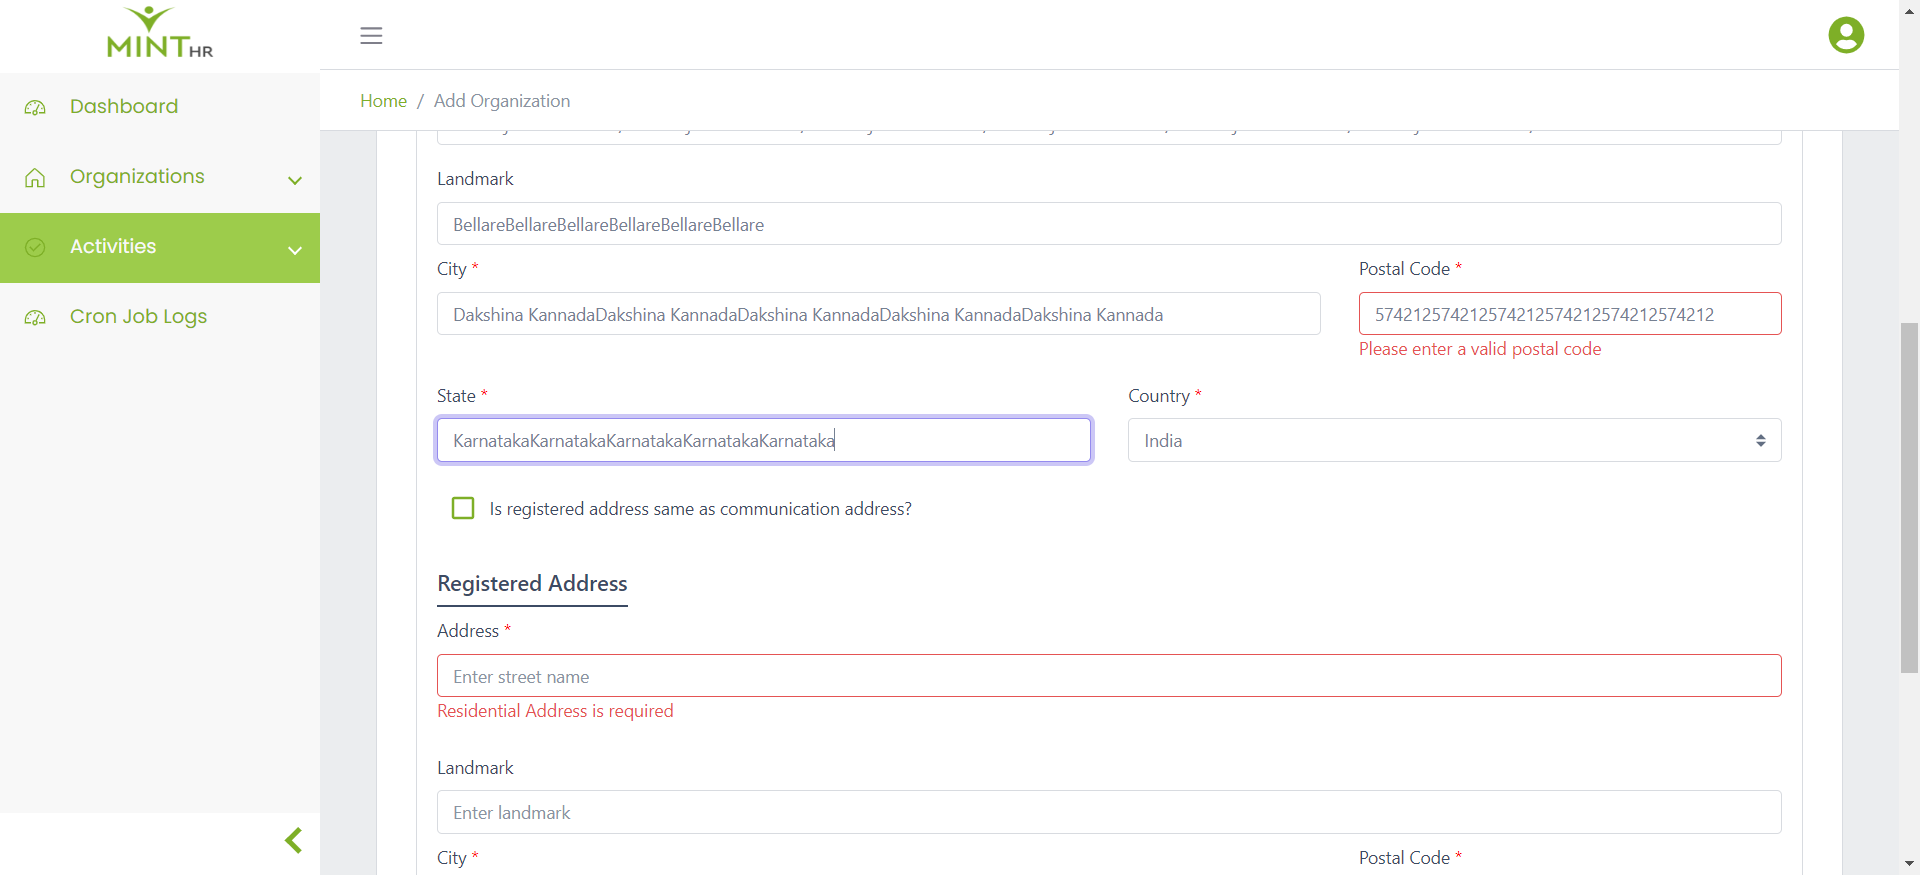 MINT HR
Home / Add Organization
Dashboard
Organizations
Activities
Cron Job Logs
Landmark
BellareBellareBellareBellareBellareBellare
City * Postal Code *
Dakshina KannadaDakshina KannadaDakshina KannadaDakshina KannadaDakshina Kannada 574212574212574212574212574212574212
Please enter a valid postal code
State * Country *
KarnatakaKarnatakaKarnatakaKarnatakaKarnataka India
Is registered address same as communication address?
Registered Address
Address *
Enter street name
Residential Address is required
Landmark
Enter landmark
City * Postal Code *